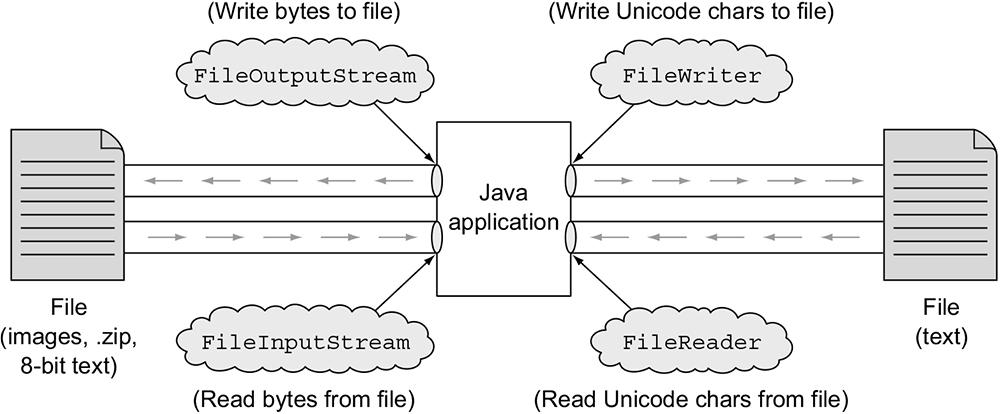 (Write bytes to file)
(Write Unicode chars to file)
FileOutputStream
FileWriter
Java
application
File
(images, .zip,
8-bit text)
File
(text)
FileInputStream
FileReader
(Read bytes from file)
(Read Unicode chars from file)